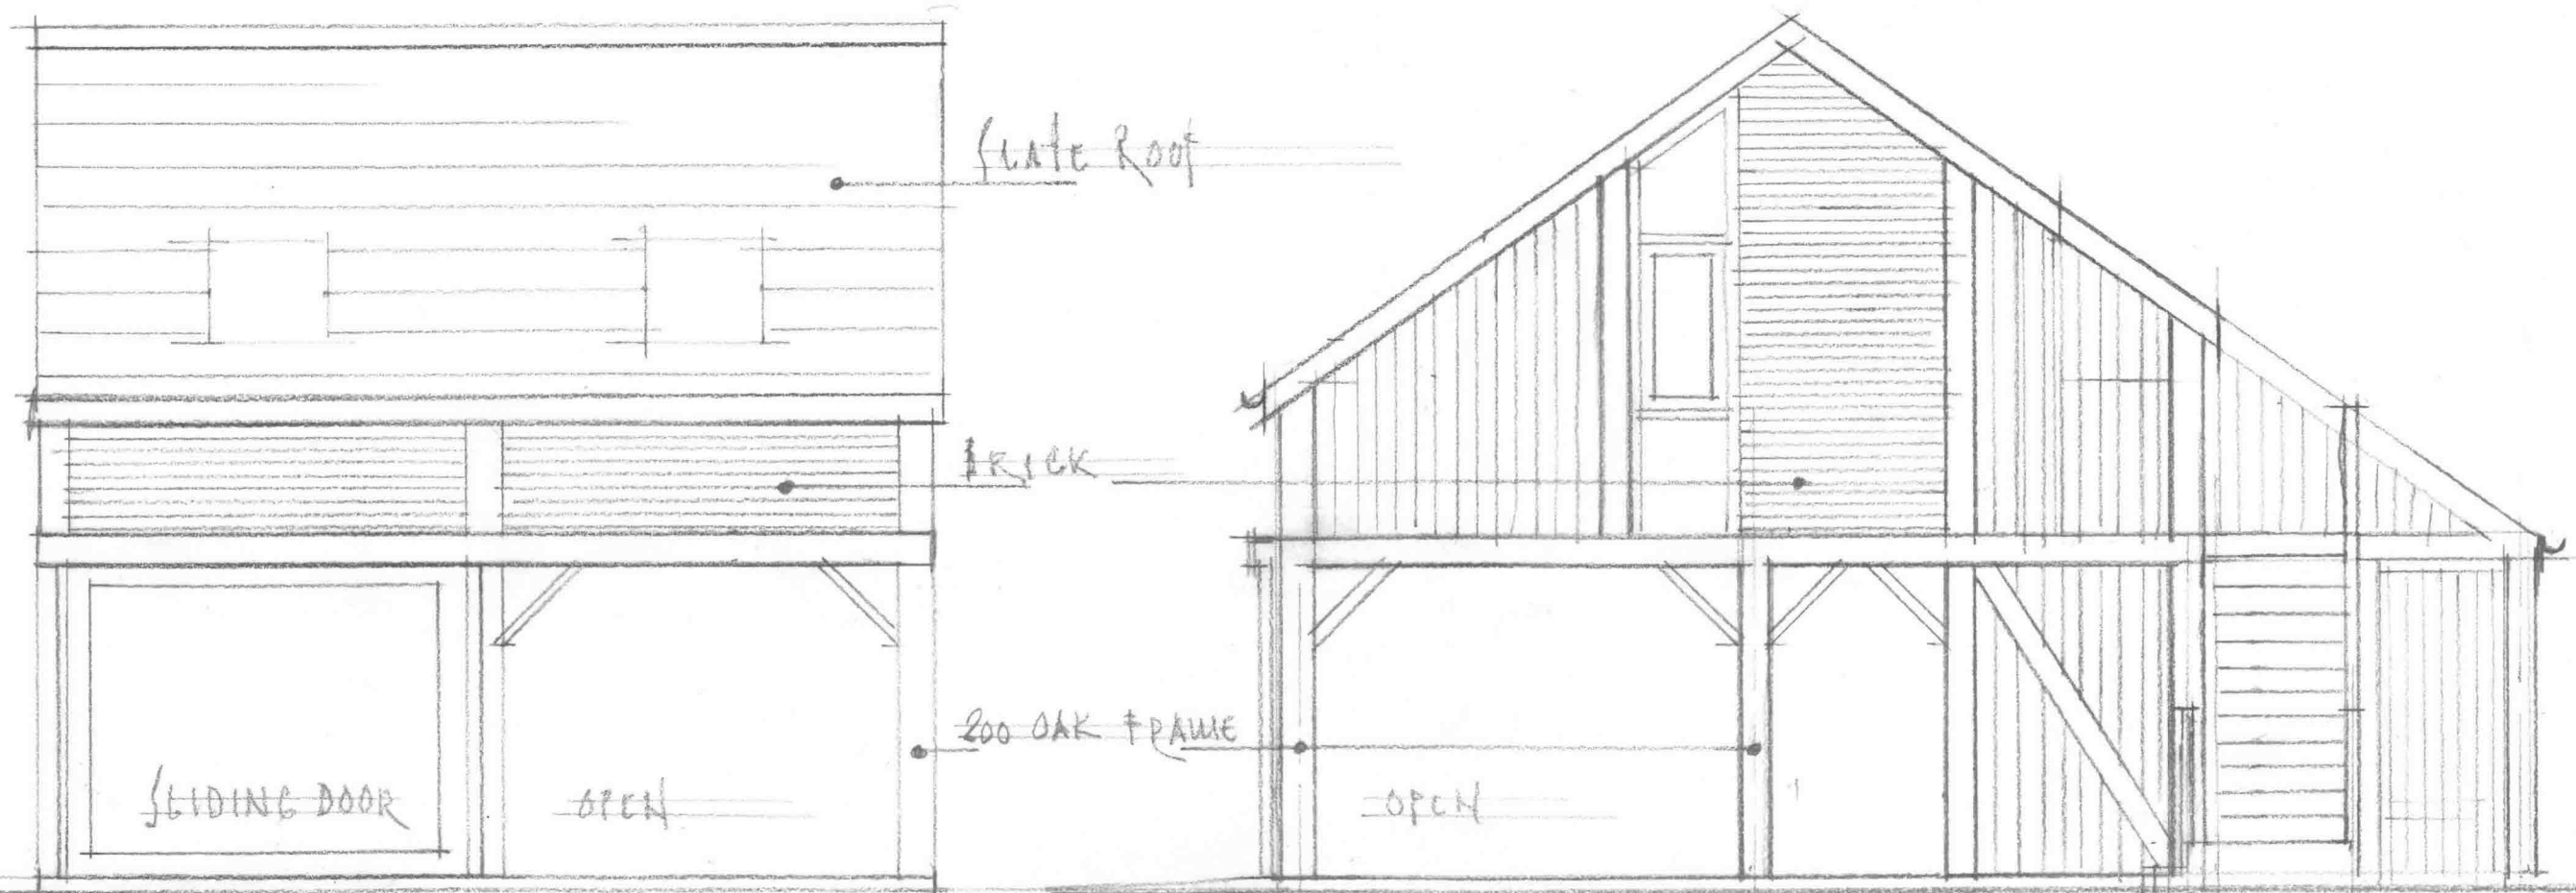 SLATE ROOF
BRICK
200 OAK FRAME
SLIDING DOOR
OPEN
OPEN